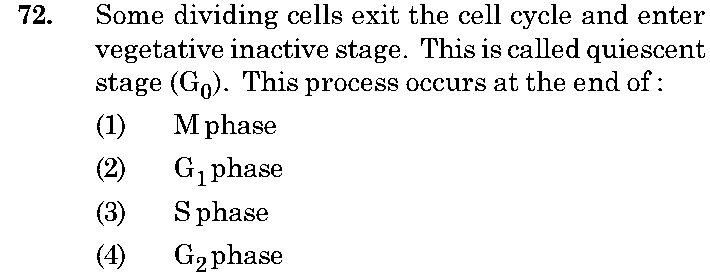 72. Some dividing cells exit the cell cycle and enter
vegetative inactive stage. This is called quiescent
stage (G₀). This process occurs at the end of :
(1) M phase
(2) G₁ phase
(3) S phase
(4) G₂ phase